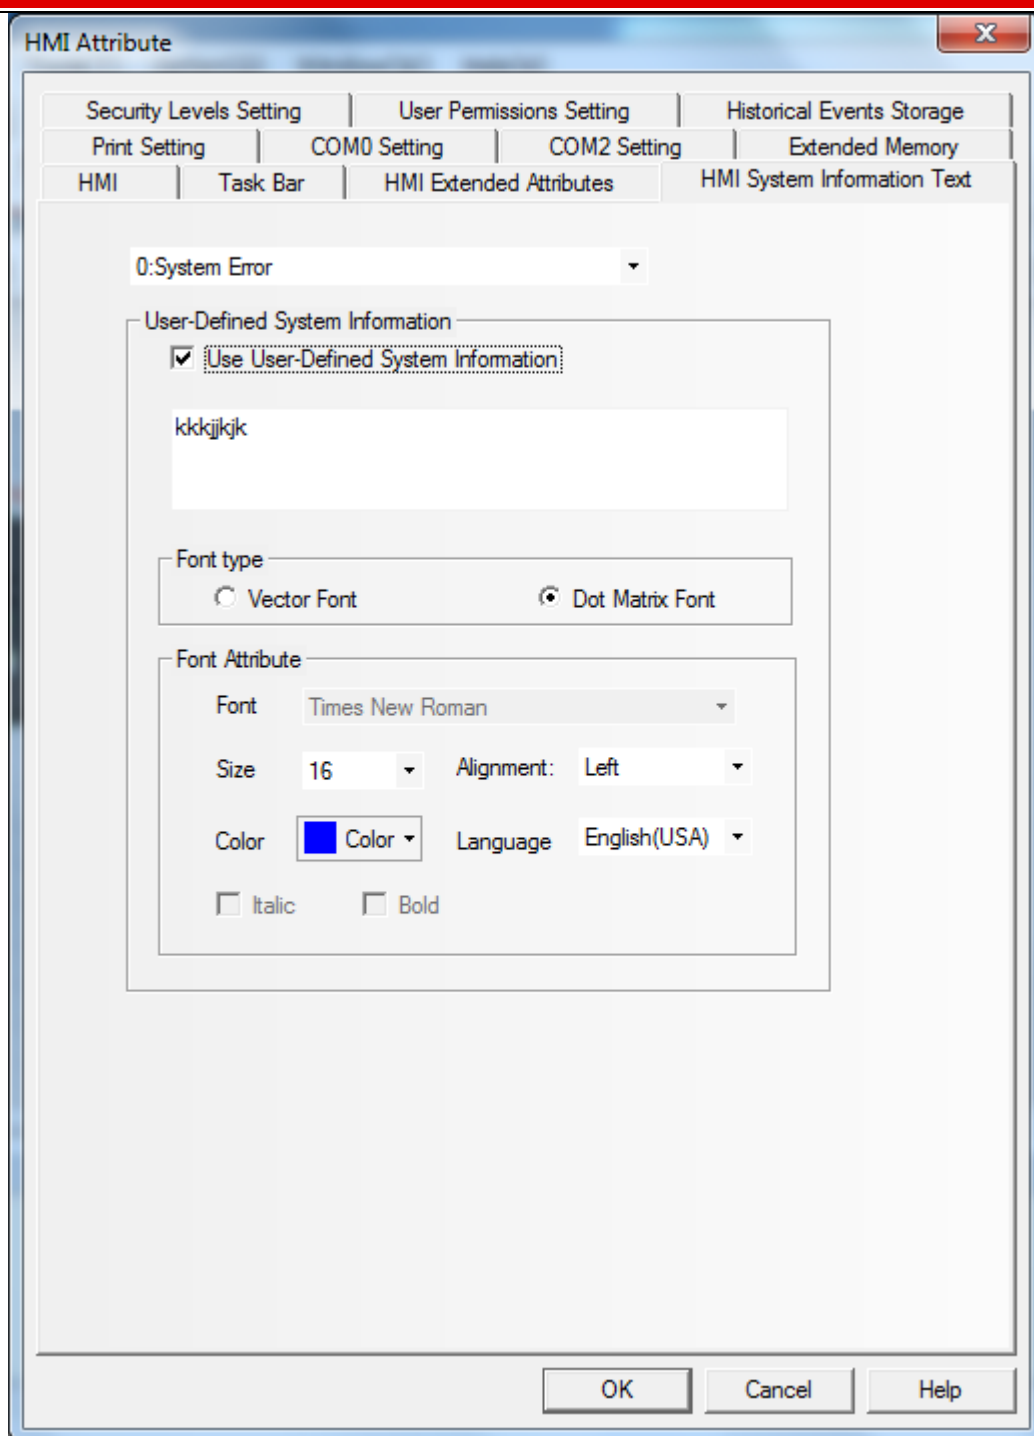 HMI Attribute
Security Levels Setting User Permissions Setting Historical Events Storage
Print Setting COM0 Setting COM2 Setting Extended Memory
HMI Task Bar HMI Extended Attributes HMI System Information Text
0:System Error
User-Defined System Information
Use User-Defined System Information
kkkjjkjk
Font type
Vector Font Dot Matrix Font
Font Attribute
Font Times New Roman
Size 16 Alignment: Left
Color Color Language English(USA)
Italic Bold
OK Cancel Help